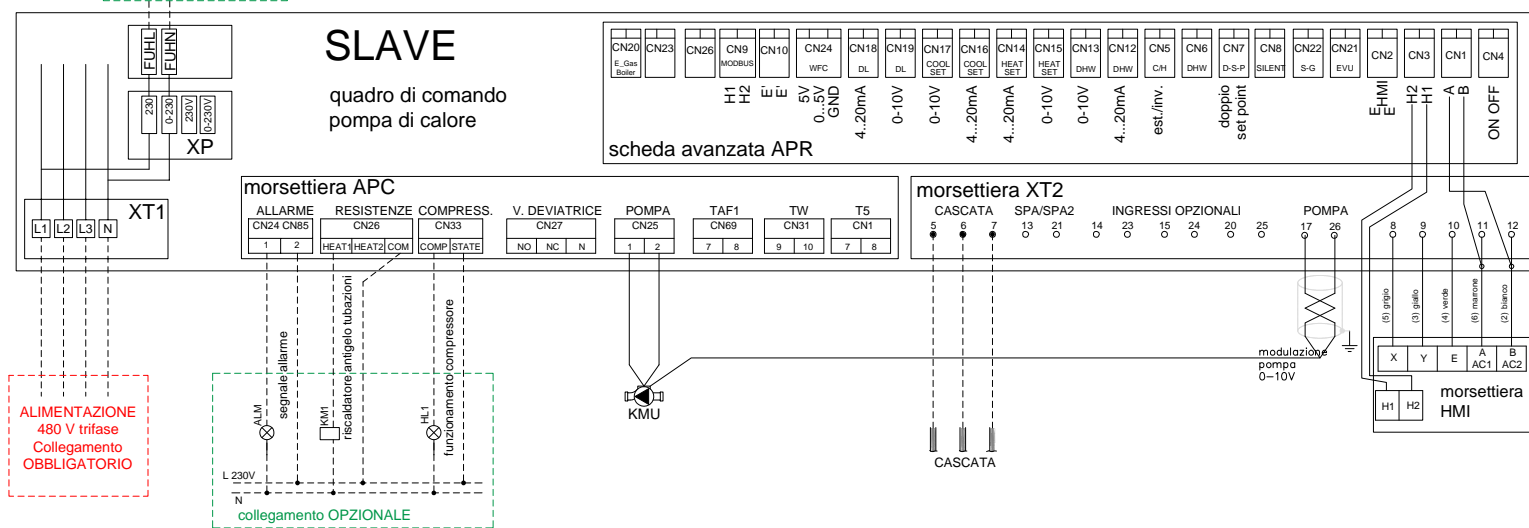 SLAVE
quadro di comando
pompa di calore
FUHL
FUHN
230
0-230
230V
0-230V
XP
XT1
L1 L2 L3 N
CN20 CN23 CN26 CN9 CN10 CN24 CN18 CN19 CN17 CN16 CN14 CN15 CN13 CN12 CN5 CN6 CN7 CN8 CN22 CN21 CN2 CN3 CN1 CN4
E_Gas
Boiler
MODBUS
WFC
DL
DL
COOL
SET
COOL
SET
HEAT
SET
HEAT
SET
DHW
DHW
C/H
DHW
D-S-P
SILENT
S-G
EVU
H1
H2
E'
E'
5V
0...5V
GND
4...20mA
0-10V
0-10V
4...20mA
4...20mA
0-10V
0-10V
4...20mA
est./inv.
doppio
set point
E
HMI
E
H2
H1
A
B
ON OFF
scheda avanzata APR
morsettiera APC
ALLARME RESISTENZE COMPRESS. V. DEVIATRICE POMPA TAF1 TW T5
CN24 CN85 CN26 CN33 CN27 CN25 CN69 CN31 CN1
1 2 HEAT1 HEAT2 COM COMP STATE NO NC N 1 2 7 8 9 10 7 8
morsettiera XT2
CASCATA SPA/SPA2 INGRESSI OPZIONALI POMPA
5 6 7 13 21 14 23 15 24 20 25 17 26 8 9 10 11 12
(5) grigio
(3) giallo
(4) verde
(6) marrone
(2) bianco
X Y E A B
AC1 AC2
H1 H2
morsettiera
HMI
modulazione
pompa
0-10V
KMU
CASCATA
ALIMENTAZIONE
480 V trifase
Collegamento
OBBLIGATORIO
ALM
segnale allarme
KM1
riscaldatore antigelo tubazioni
HL1
funzionamento compressore
L 230V
N
collegamento OPZIONALE